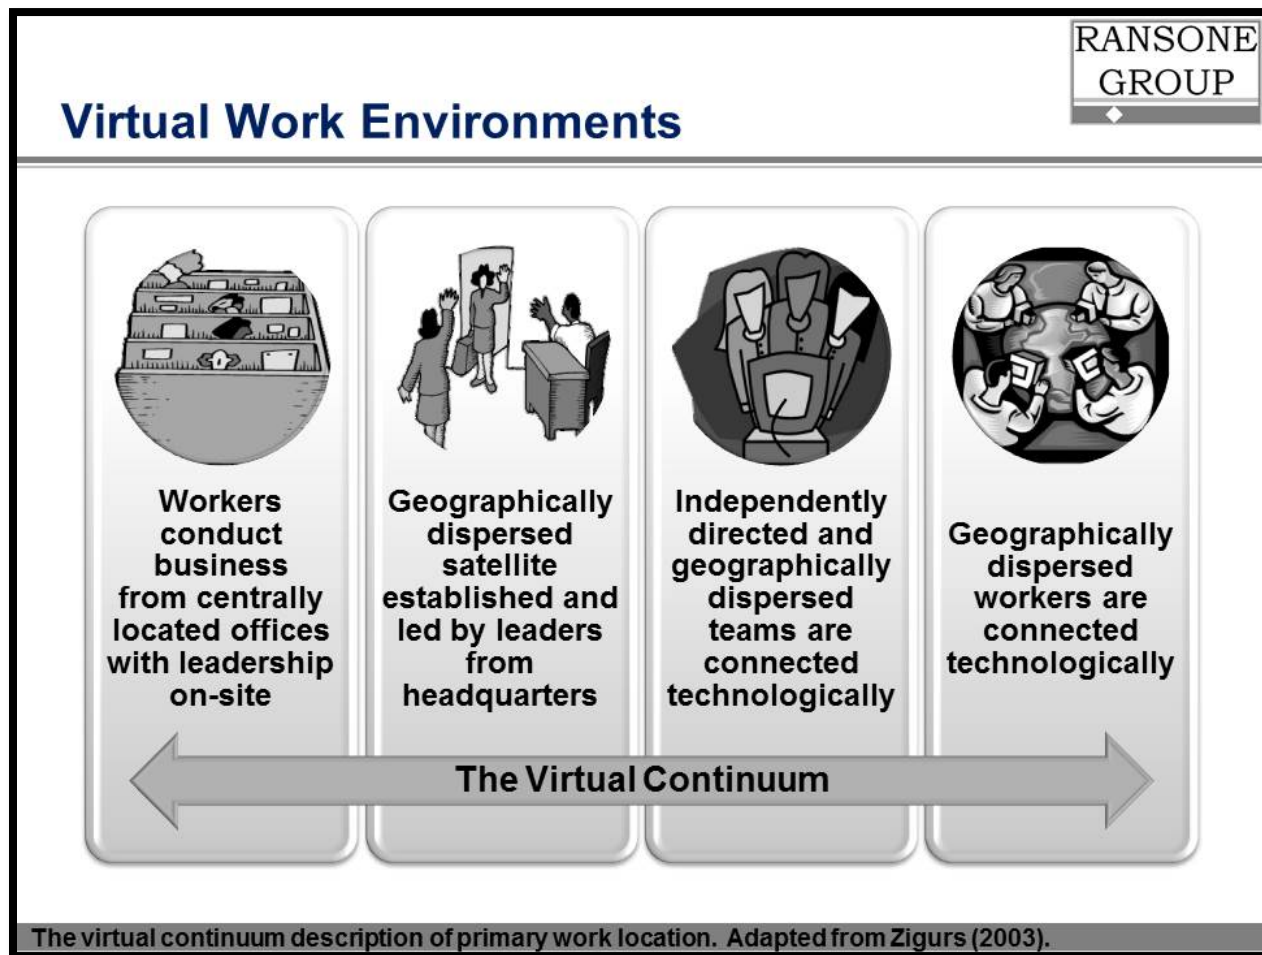 RANSONE
GROUP
Virtual Work Environments
Workers
conduct
business
from centrally
located offices
with leadership
on-site
Geographically
dispersed
satellite
established and
led by leaders
from
headquarters
Independently
directed and
geographically
dispersed
teams are
connected
technologically
Geographically
dispersed
workers are
connected
technologically
The Virtual Continuum
The virtual continuum description of primary work location. Adapted from Zigurs (2003).